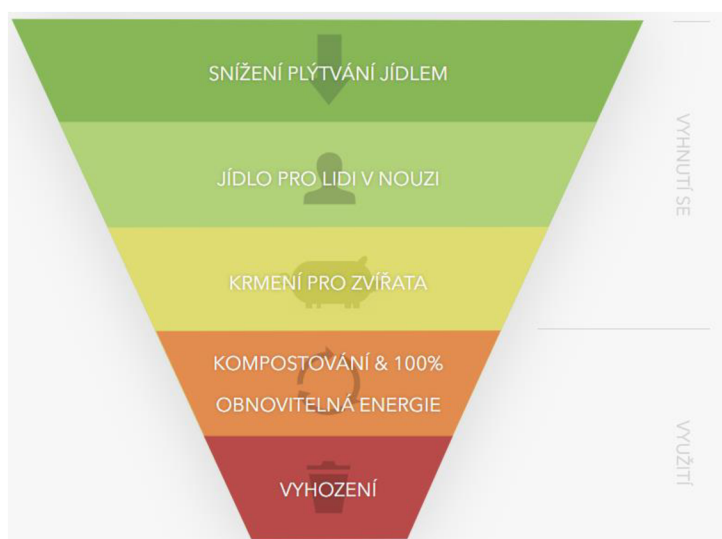 SNÍŽENÍ PLÝTVÁNÍ JÍDLEM
JÍDLO PRO LIDI V NOUZI
KRMENÍ PRO ZVÍŘATA
KOMPOSTOVÁNÍ & 100%
OBNOVITELNÁ ENERGIE
VYHOZENÍ
VYHNUTÍ SE
VYUŽITÍ